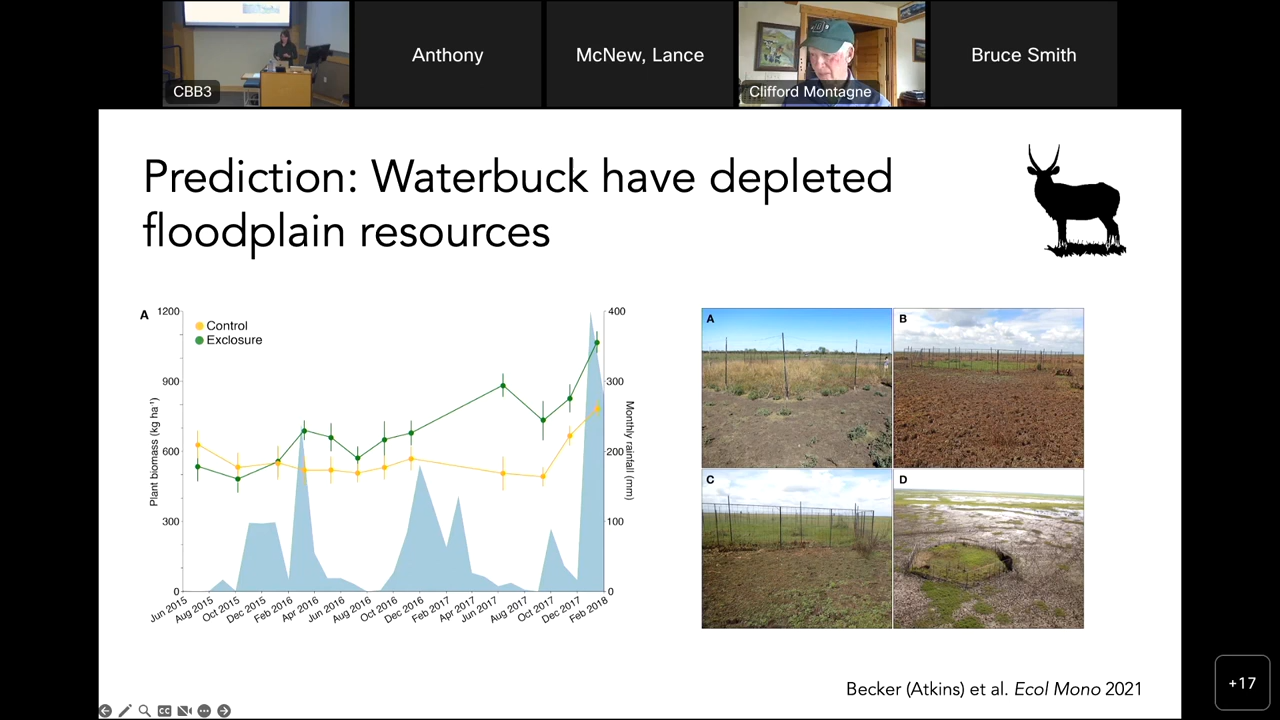 CBB3
Anthony
McNew, Lance
Clifford Montagne
Bruce Smith
Prediction: Waterbuck have depleted
floodplain resources
A
Control
Exclosure
Plant biomass (kg ha⁻¹)
1200
900
600
300
0
Monthly rainfall (mm)
400
300
200
100
0
Jun 2015
Aug 2015
Oct 2015
Dec 2015
Feb 2016
Apr 2016
Jun 2016
Aug 2016
Oct 2016
Dec 2016
Feb 2017
Apr 2017
Jun 2017
Aug 2017
Oct 2017
Dec 2017
Feb 2018
A
B
C
D
Becker (Atkins) et al. Ecol Mono 2021
CC
+17